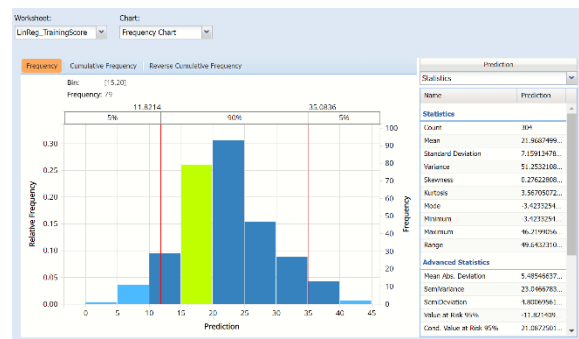 Worksheet: Chart:
LinReg_TrainingScore Frequency Chart
Frequency Cumulative Frequency Reverse Cumulative Frequency
Bin: [15,20]
Frequency: 79
11.8214 35.0836
5% 90% 5%
Relative Frequency
0.30
0.25
0.20
0.15
0.10
0.05
0.00
100
90
80
70
60
50
40
30
20
10
0
Frequency
0 5 10 15 20 25 30 35 40 45
Prediction
Prediction
Statistics
Name Prediction
Statistics
Count 304
Mean 21.9687499...
Standard Deviation 7.15913478...
Variance 51.2532108...
Skewness 0.27622808...
Kurtosis 3.56705072...
Mode -3.4233254...
Minimum -3.4233254...
Maximum 46.2199056...
Range 49.6432310...
Advanced Statistics
Mean Abs. Deviation 5.48546637...
SemiVariance 23.0466783...
SemiDeviation 4.80069561...
Value at Risk 95% -11.821409...
Cond. Value at Risk 95% 21.0872501...